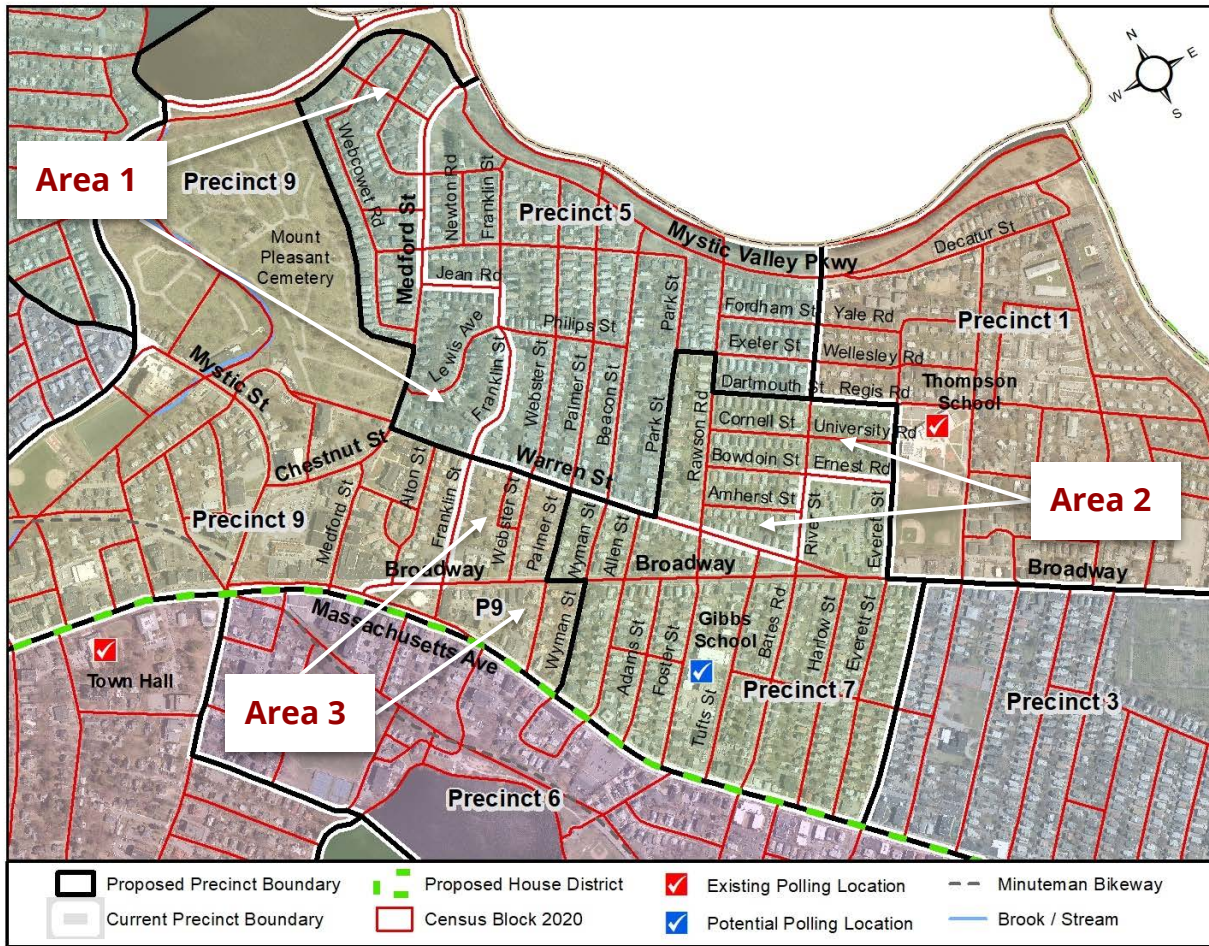 N
E
W
S
Area 1
Precinct 9
Mount
Pleasant
Cemetery
Webcowet Rd
Medford St
Newton Rd
Franklin St
Precinct 5
Mystic Valley Pkwy
Decatur St
Jean Rd
Park St
Fordham St
Yale Rd
Precinct 1
Lewis Ave
Philips St
Exeter St
Wellesley Rd
Mystic St
Franklin St
Webster St
Palmer St
Beacon St
Park St
Dartmouth St
Regis Rd
Thompson
School
Rawson Rd
Cornell St
University Rd
Chestnut St
Warren St
Bowdoin St
Ernest Rd
Area 2
Alton St
Amherst St
Precinct 9
Medford St
Franklin St
Webster St
Palmer St
Wyman St
Allen St
River St
Everett St
Broadway
Broadway
Broadway
P9
Massachusetts Ave
Wyman St
Gibbs
School
Bates Rd
Harlow St
Everett St
Adams St
Foster St
Tufts St
Town Hall
Area 3
Precinct 7
Precinct 3
Precinct 6
Proposed Precinct Boundary
Proposed House District
Existing Polling Location
Minuteman Bikeway
Current Precinct Boundary
Census Block 2020
Potential Polling Location
Brook / Stream